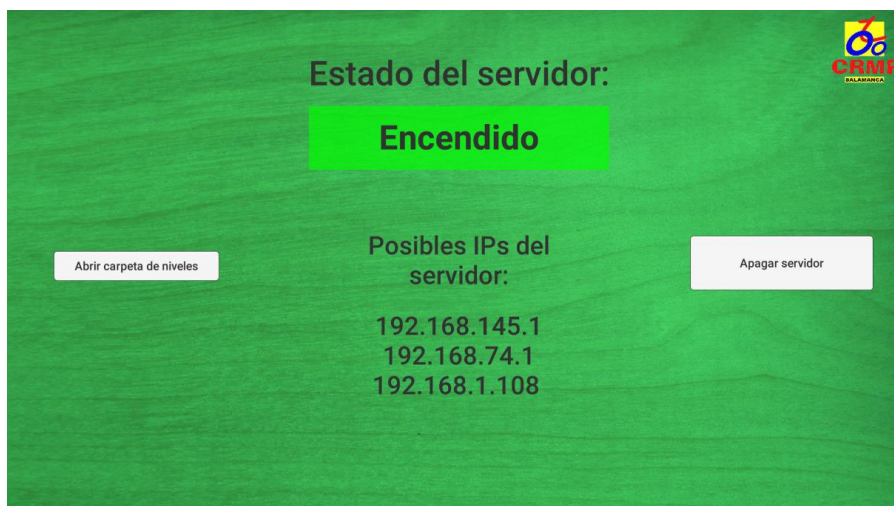 Estado del servidor:
Encendido
CRMF
SALAMANCA
Abrir carpeta de niveles
Posibles IPs del
servidor:
Apagar servidor
192.168.145.1
192.168.74.1
192.168.1.108